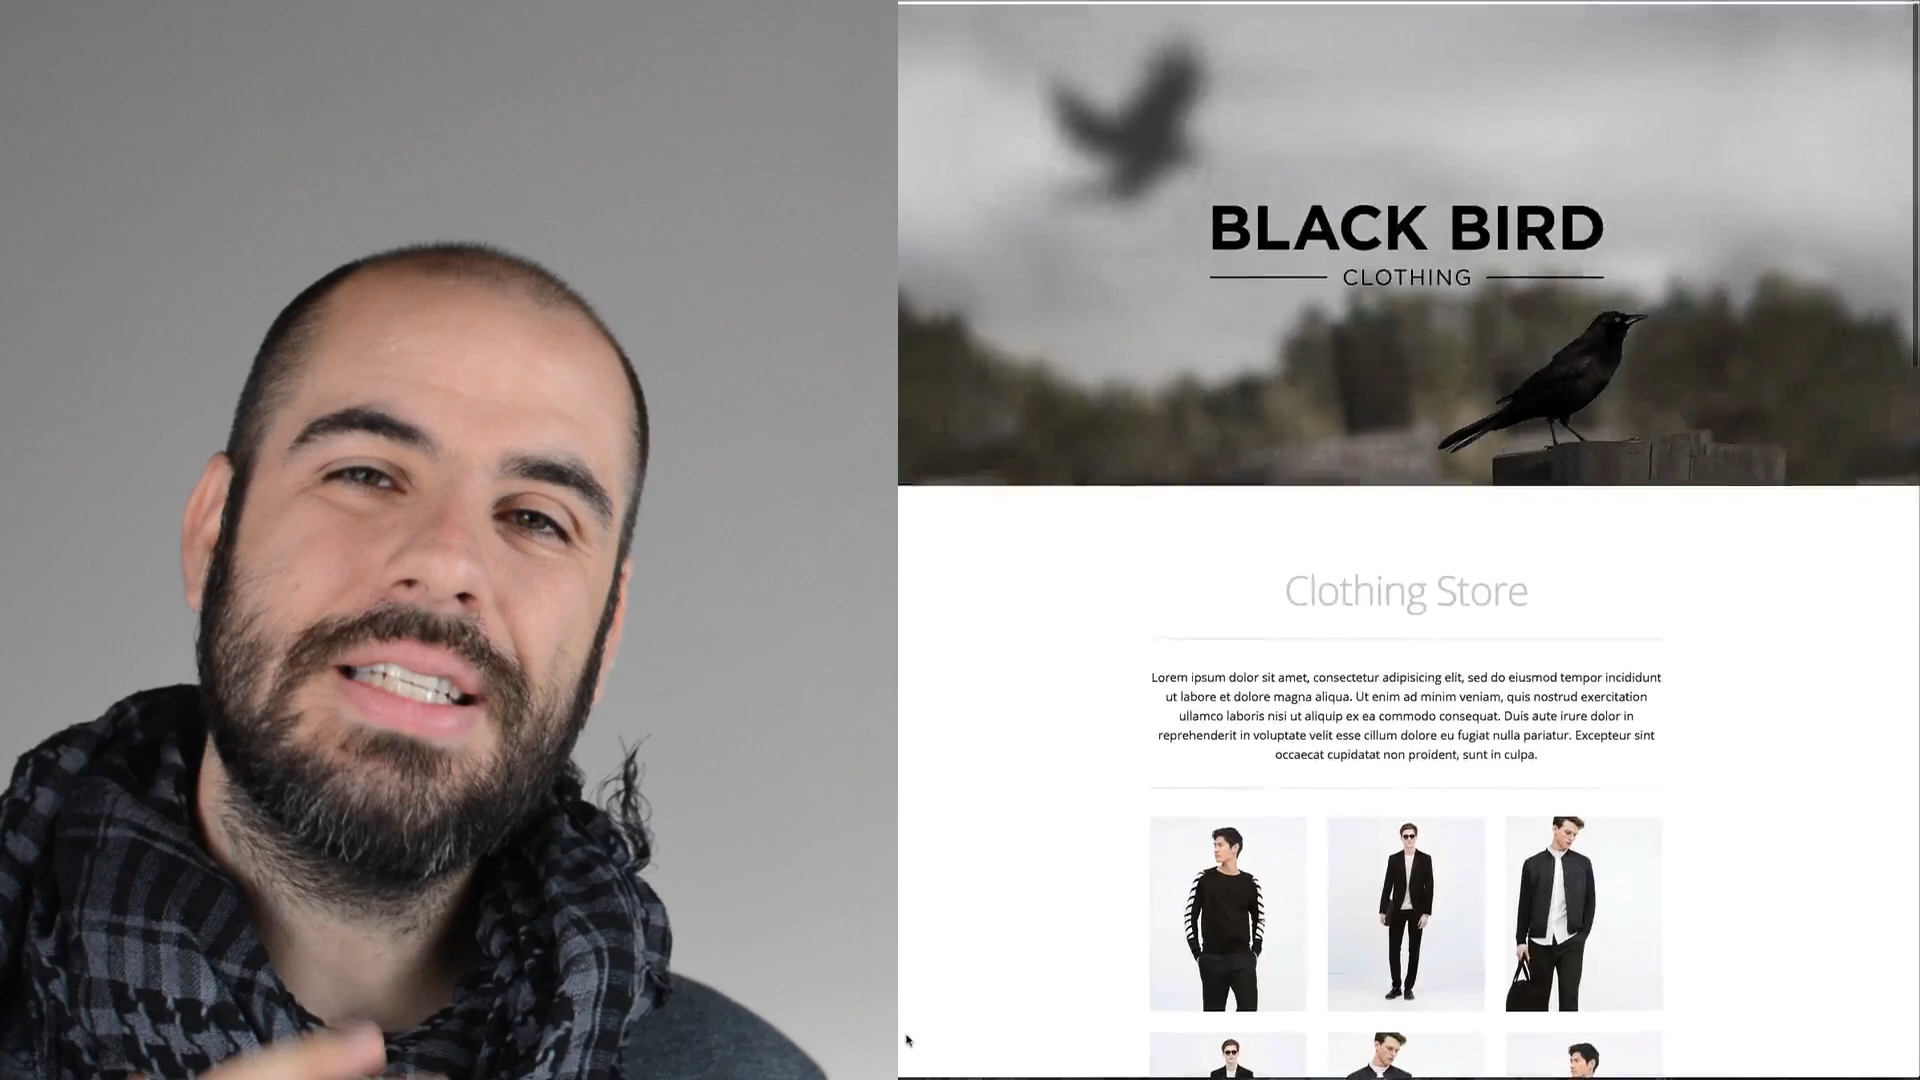 BLACK BIRD
CLOTHING
Clothing Store
Lorem ipsum dolor sit amet, consectetur adipisicing elit, sed do eiusmod tempor incididunt
ut labore et dolore magna aliqua. Ut enim ad minim veniam, quis nostrud exercitation
ullamco laboris nisi ut aliquip ex ea commodo consequat. Duis aute irure dolor in
reprehenderit in voluptate velit esse cillum dolore eu fugiat nulla pariatur. Excepteur sint
occaecat cupidatat non proident, sunt in culpa.